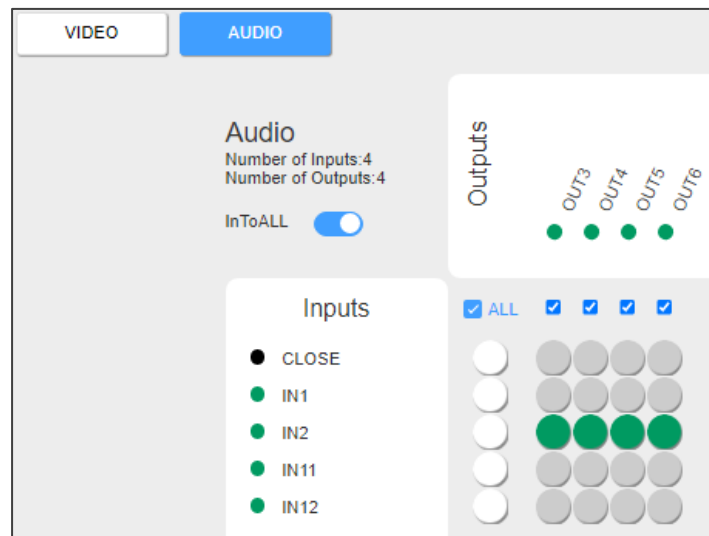 VIDEO
AUDIO
Audio
Number of Inputs:4
Number of Outputs:4
InToALL
Outputs
OUT3
OUT4
OUT5
OUT6
Inputs
ALL
CLOSE
IN1
IN2
IN11
IN12